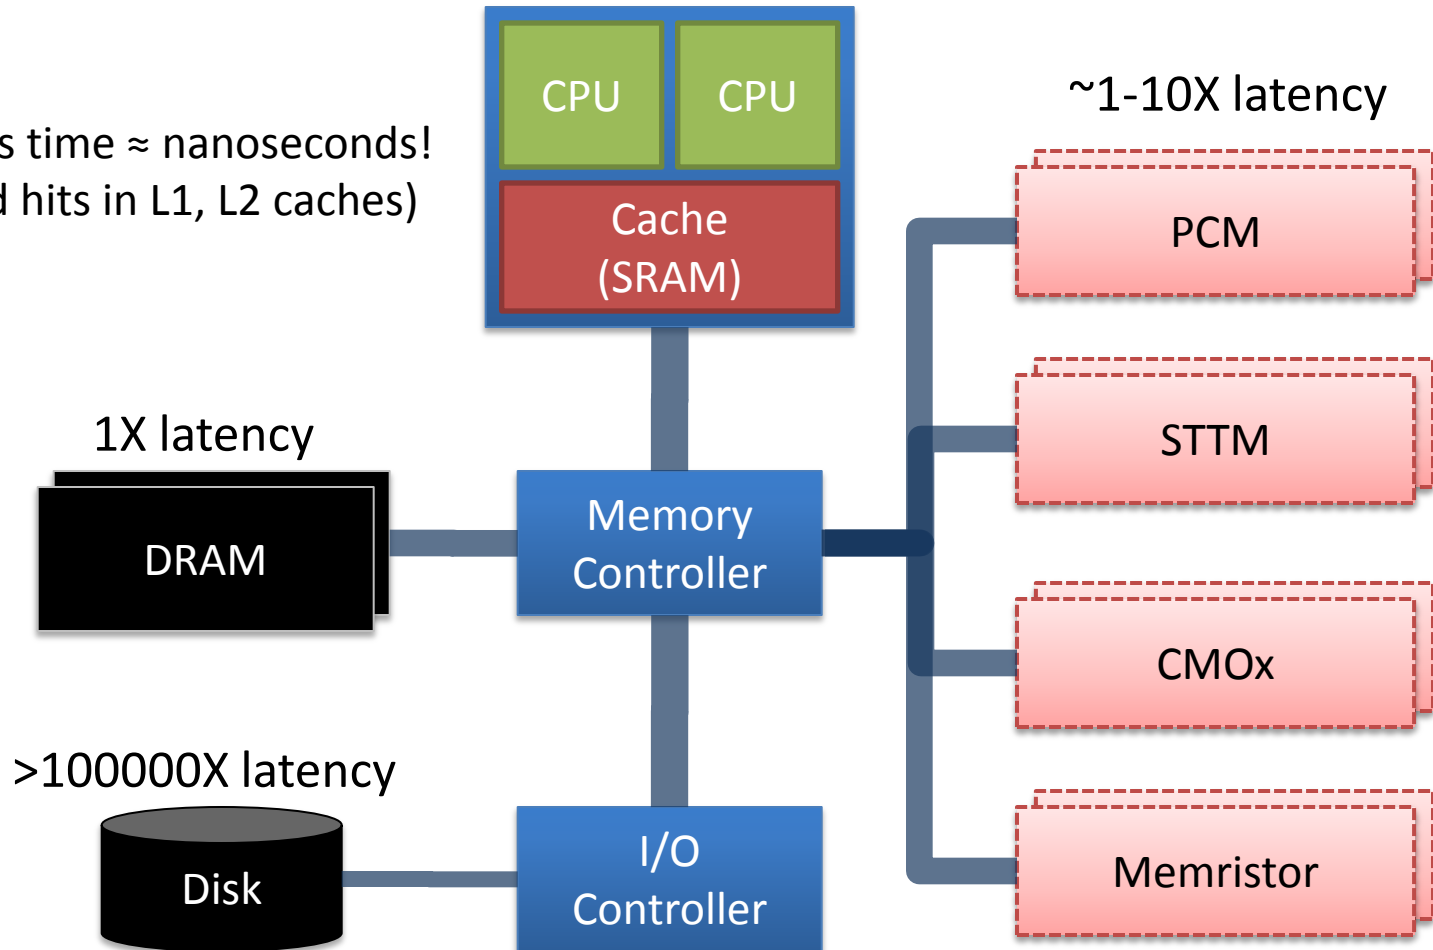 CPU
CPU
~1-10X latency
time ≈ nanoseconds!
hits in L1, L2 caches)
Cache
(SRAM)
PCM
1X latency
STTM
DRAM
Memory
Controller
CMOx
>100000X latency
Disk
I/O
Controller
Memristor